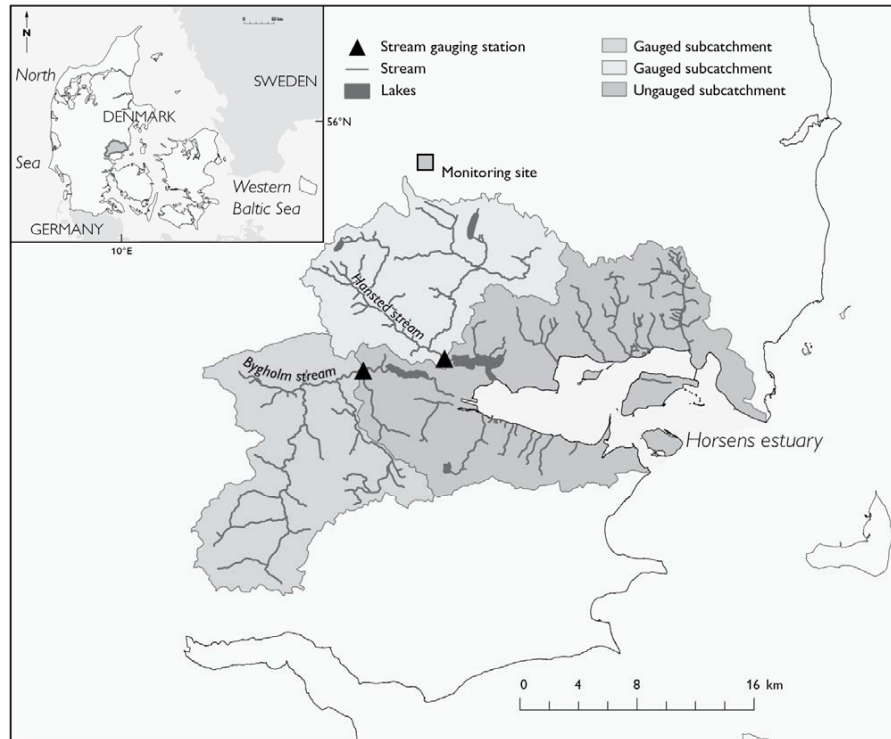 N
0 50 km
North
Sea
SWEDEN
DENMARK
56°N
Western
Baltic Sea
GERMANY
10°E
Stream gauging station
Stream
Lakes
Gauged subcatchment
Gauged subcatchment
Ungauged subcatchment
Monitoring site
Hansted stream
Bygholm stream
Horsens estuary
0 4 8 16 km